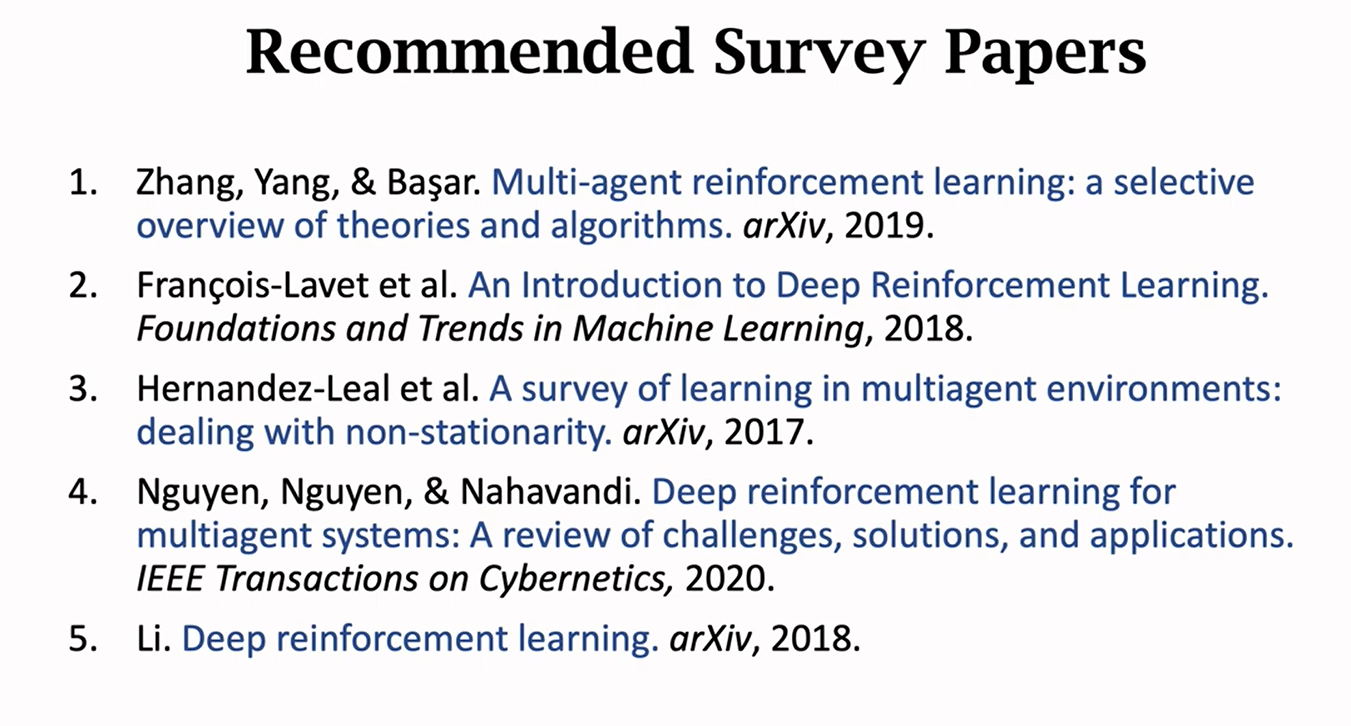 Recommended Survey Papers
1. Zhang, Yang, & Başar. Multi-agent reinforcement learning: a selective
overview of theories and algorithms. arXiv, 2019.
2. François-Lavet et al. An Introduction to Deep Reinforcement Learning.
Foundations and Trends in Machine Learning, 2018.
3. Hernandez-Leal et al. A survey of learning in multiagent environments:
dealing with non-stationarity. arXiv, 2017.
4. Nguyen, Nguyen, & Nahavandi. Deep reinforcement learning for
multiagent systems: A review of challenges, solutions, and applications.
IEEE Transactions on Cybernetics, 2020.
5. Li. Deep reinforcement learning. arXiv, 2018.